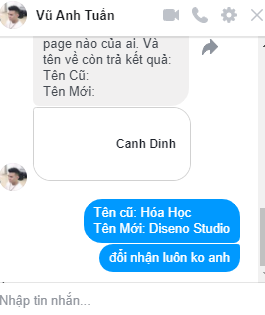 Vũ Anh Tuấn
page nào của ai. Và
tên về còn trả kết quả:
Tên Cũ:
Tên Mới:
Canh Dinh
Tên cũ: Hóa Học
Tên Mới: Diseno Studio
đổi nhận luôn ko anh
Nhập tin nhắn...